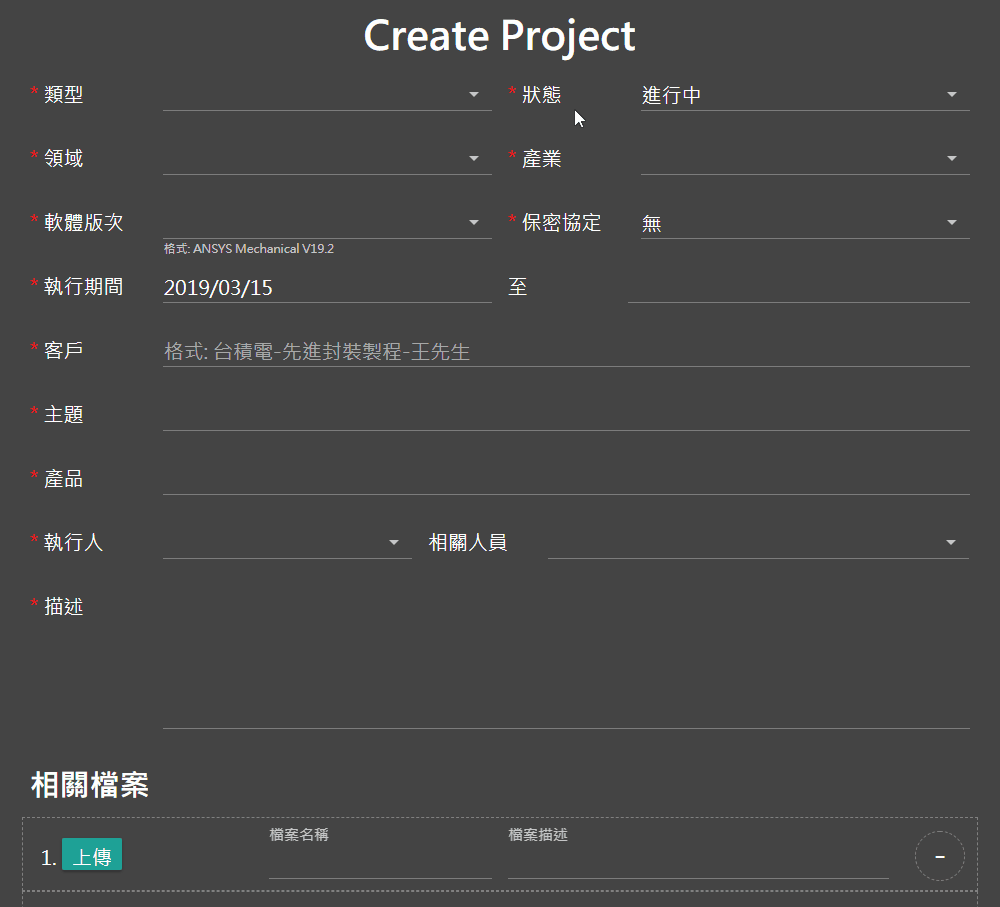 Create Project
* 類型
* 狀態 進行中
* 領域
* 產業
* 軟體版次
* 保密協定 無
格式: ANSYS Mechanical V19.2
* 執行期間 2019/03/15 至
* 客戶 格式: 台積電-先進封裝製程-王先生
* 主題
* 產品
* 執行人 相關人員
* 描述
相關檔案
檔案名稱 檔案描述
1. 上傳 -